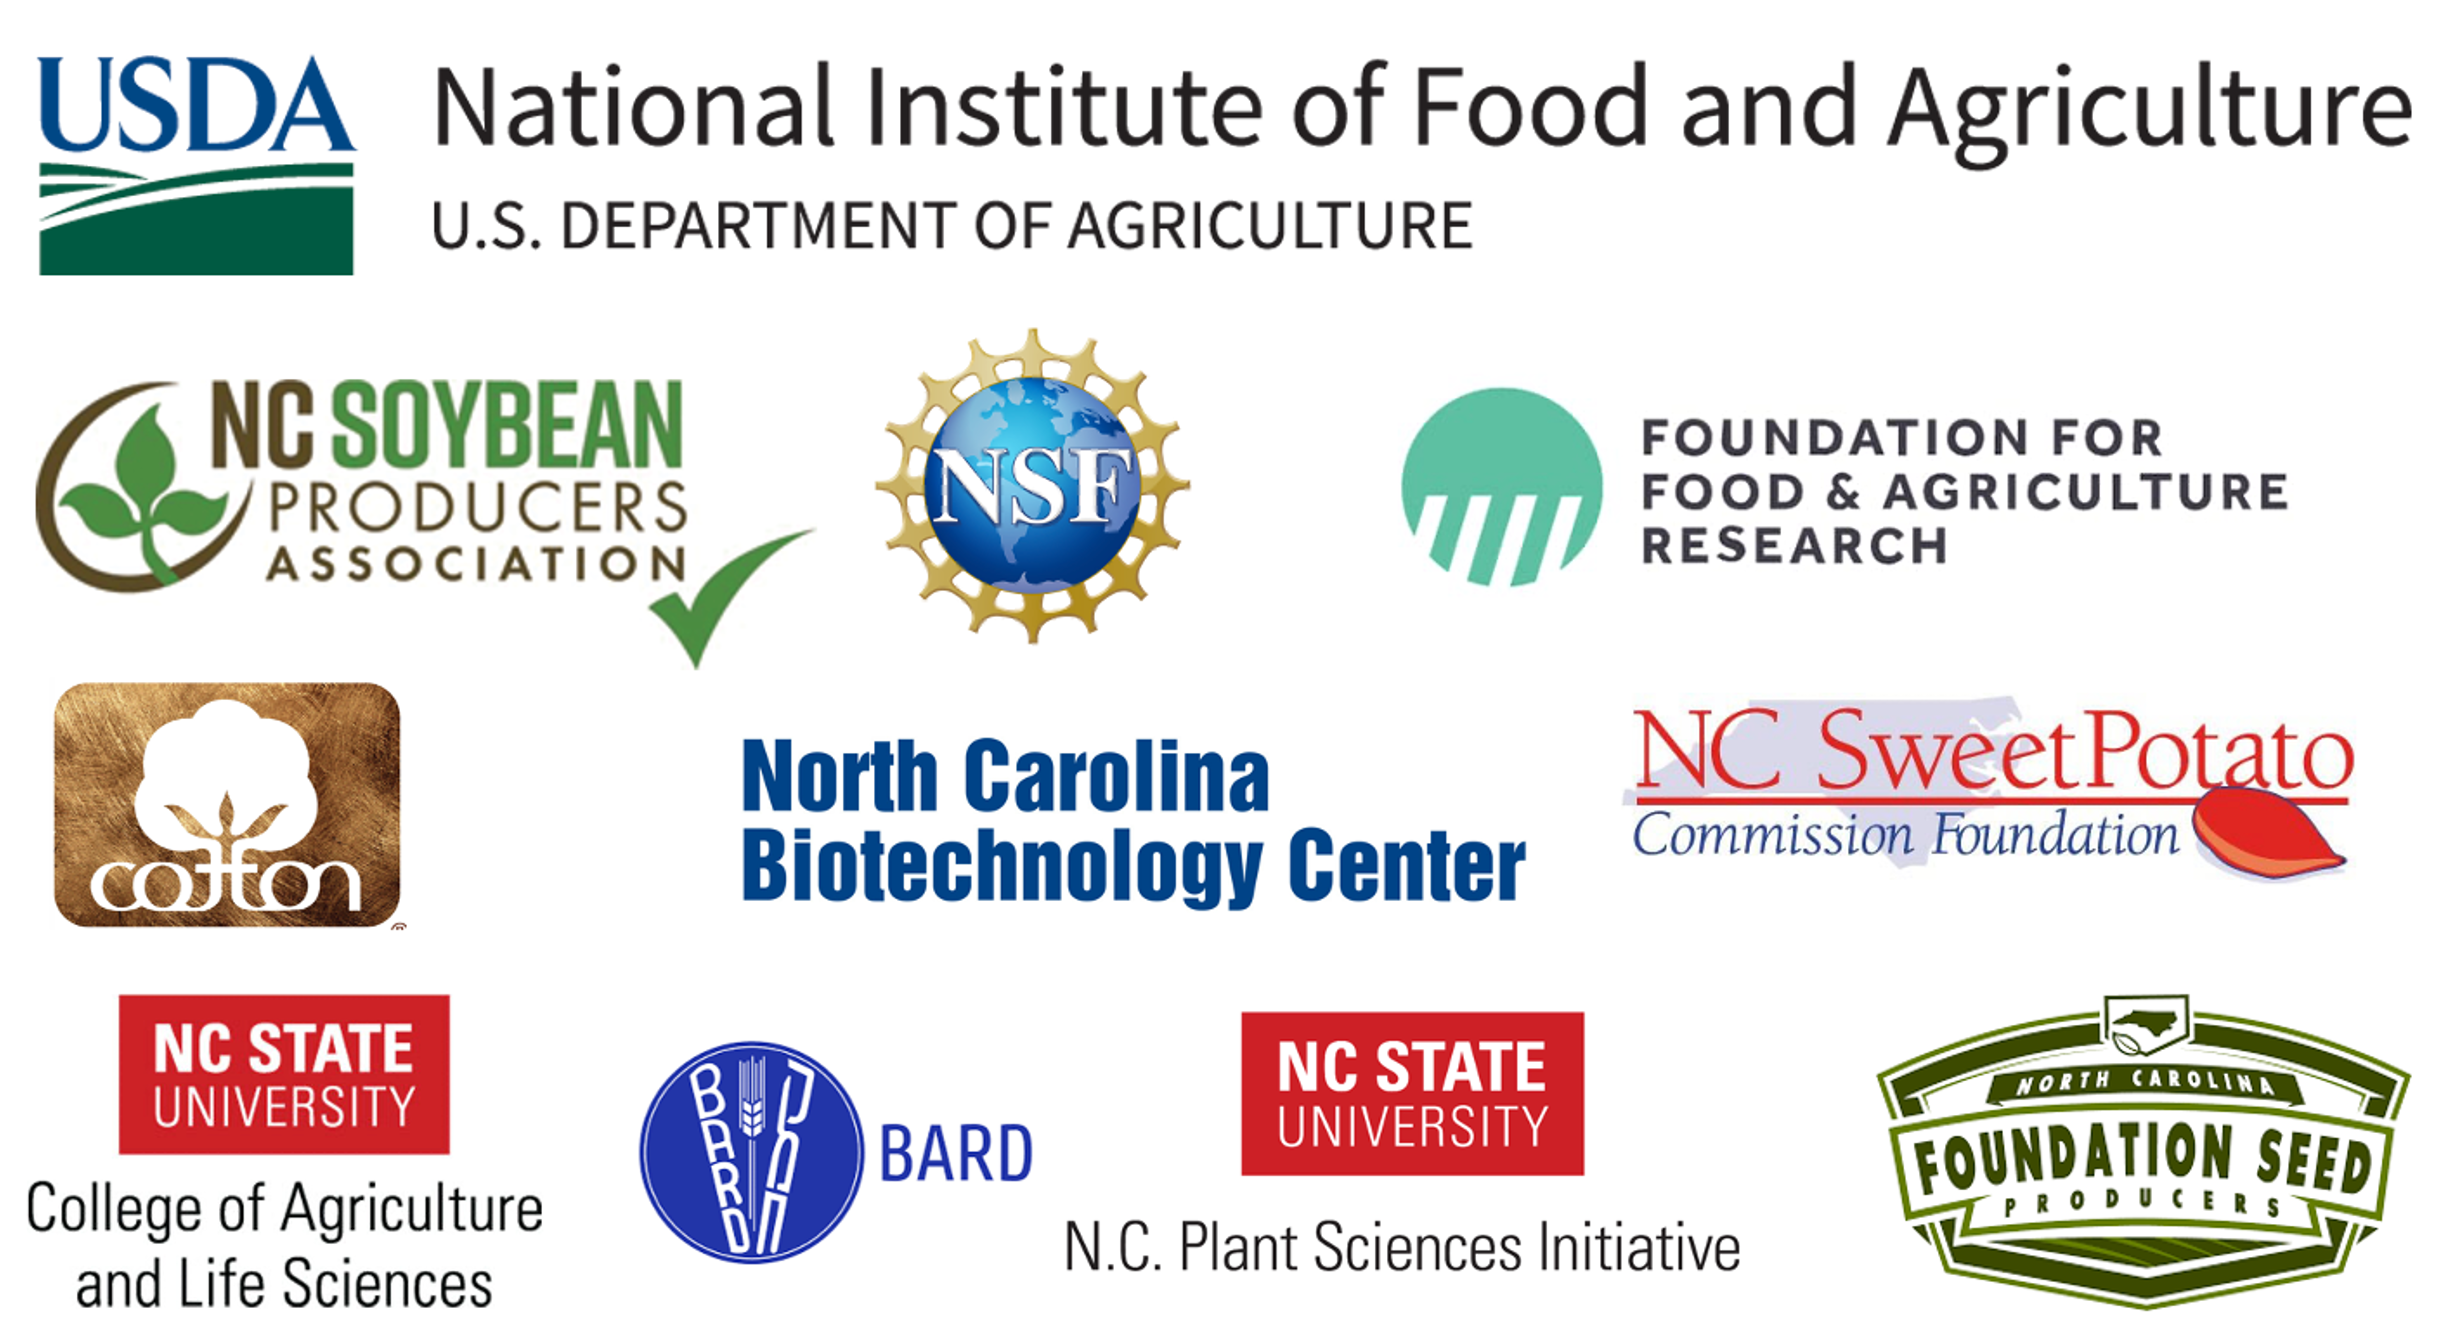 USDA
National Institute of Food and Agriculture
U.S. DEPARTMENT OF AGRICULTURE
NC SOYBEAN
PRODUCERS
ASSOCIATION
NSF
FOUNDATION FOR
FOOD & AGRICULTURE
RESEARCH
cotton
®
North Carolina
Biotechnology Center
NC SweetPotato
Commission Foundation
NC STATE
UNIVERSITY
College of Agriculture
and Life Sciences
BARD
בארד
BARD
NC STATE
UNIVERSITY
N.C. Plant Sciences Initiative
NORTH CAROLINA
FOUNDATION SEED
PRODUCERS